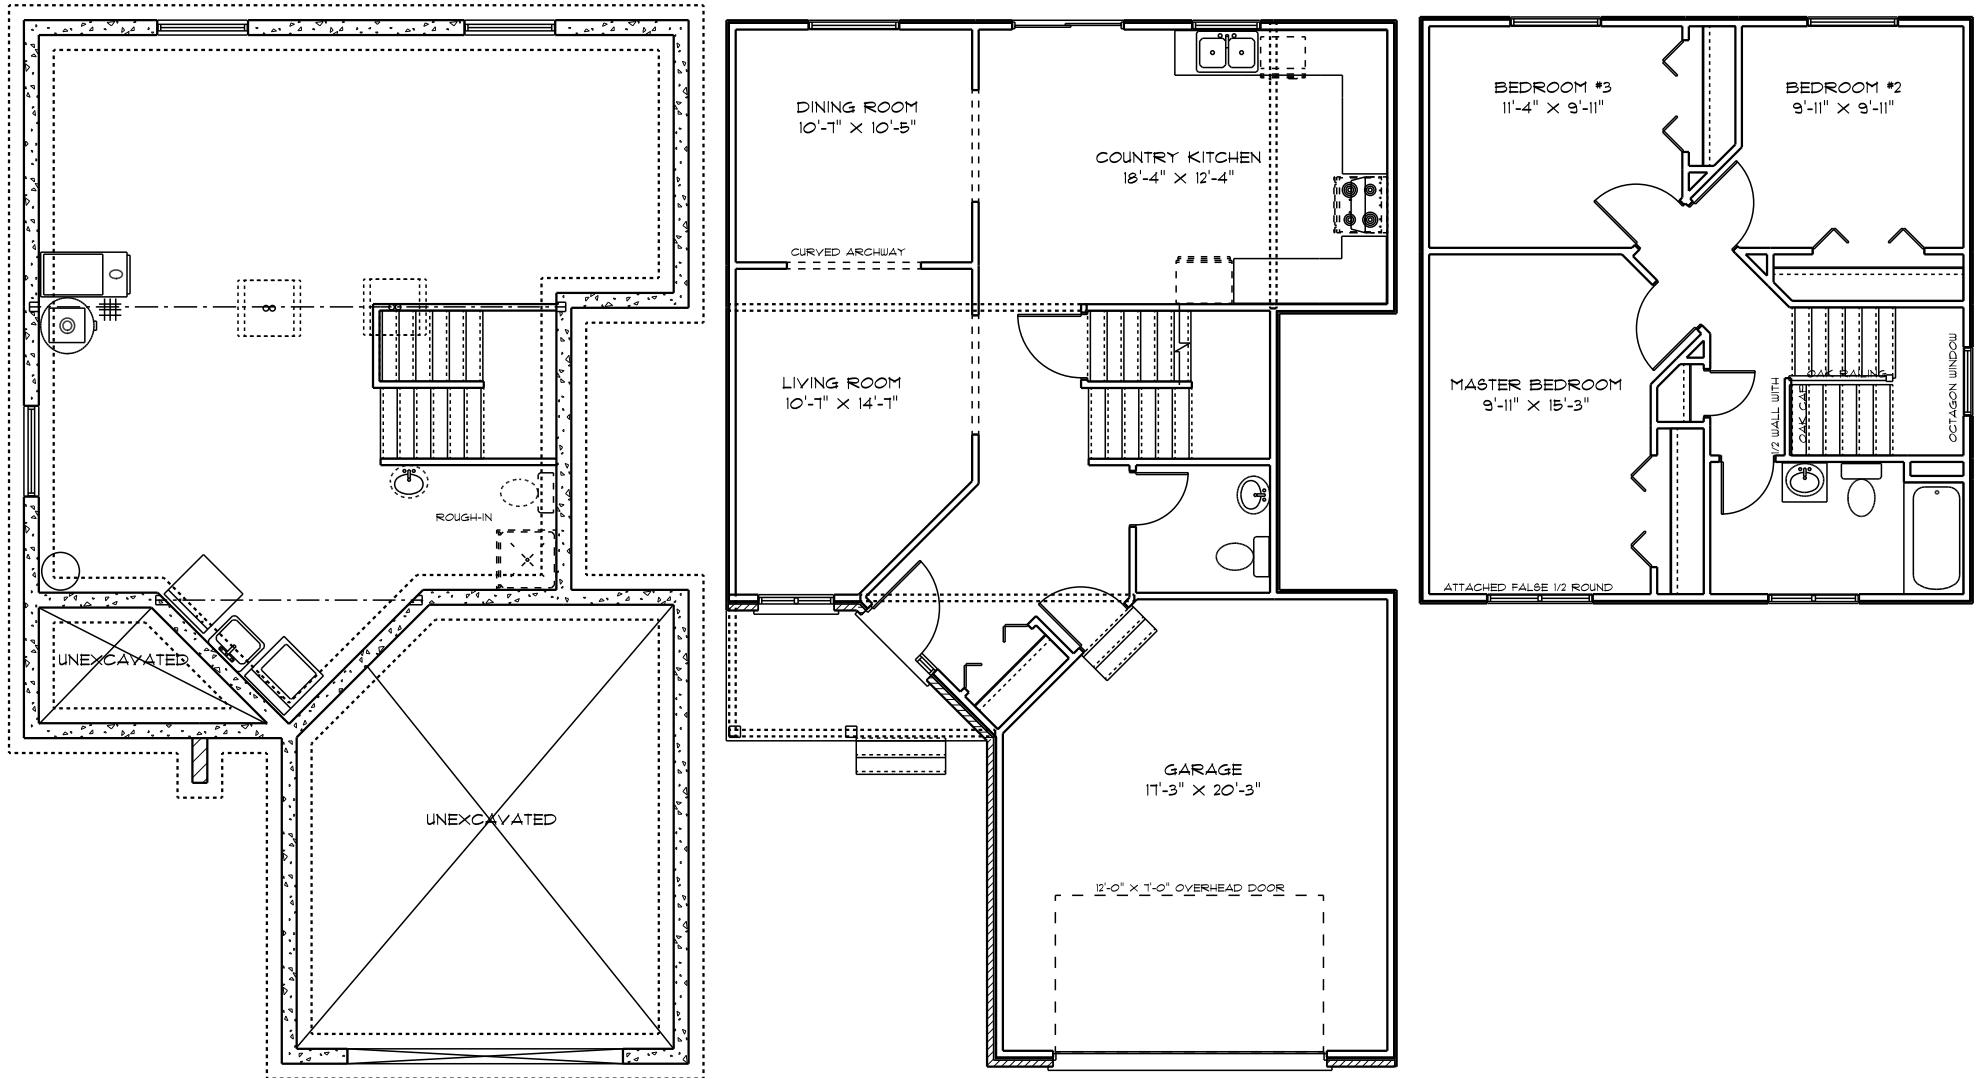 UNEXCAVATED
ROUGH-IN
UNEXCAVATED
DINING ROOM
10'-7" X 10'-5"
COUNTRY KITCHEN
18'-4" X 12'-4"
CURVED ARCHWAY
LIVING ROOM
10'-7" X 14'-7"
GARAGE
17'-3" X 20'-3"
12'-0" X 7'-0" OVERHEAD DOOR
BEDROOM #3
11'-4" X 9'-11"
BEDROOM #2
9'-11" X 9'-11"
MASTER BEDROOM
9'-11" X 15'-3"
OAK RAILING
1/2 WALL WITH
OAK CAP
OCTAGON WINDOW
ATTACHED FALSE 1/2 ROUND